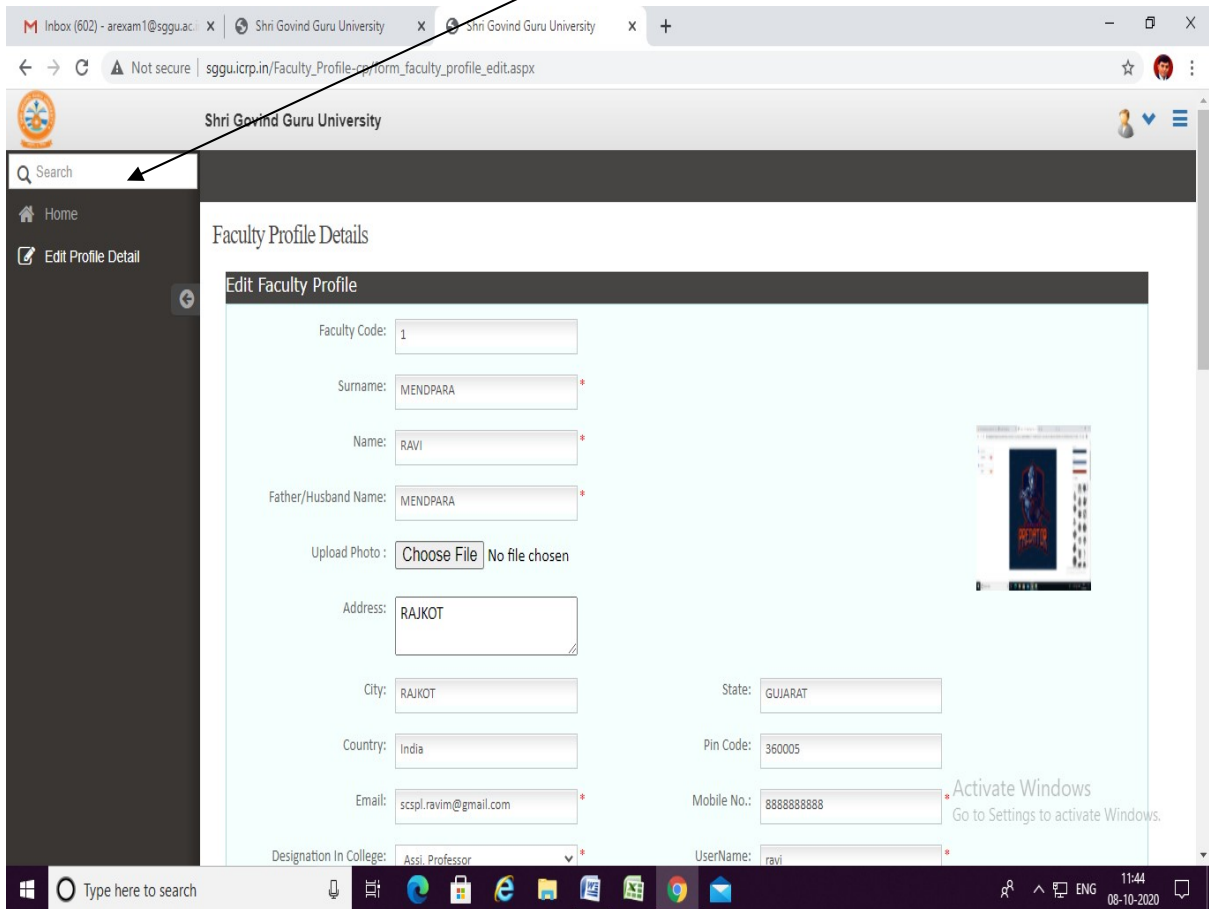 Inbox (602) - arexam1@sggu.ac.i
Shri Govind Guru University
Shri Govind Guru University
Not secure | sggu.icrp.in/Faculty_Profile-cp/form_faculty_profile_edit.aspx
Shri Govind Guru University
Search
Home
Edit Profile Detail
Faculty Profile Details
Edit Faculty Profile
Faculty Code: 1
Surname: MENDPARA *
Name: RAVI *
Father/Husband Name: MENDPARA *
Upload Photo : Choose File No file chosen
PREDATOR
Address: RAJKOT
City: RAJKOT State: GUJARAT
Country: India Pin Code: 360005
Email: scspl.ravim@gmail.com * Mobile No.: 8888888888 *
Activate Windows
Go to Settings to activate Windows.
Designation In College: Assi. Professor * UserName: ravi *
Type here to search
ENG
11:44
08-10-2020